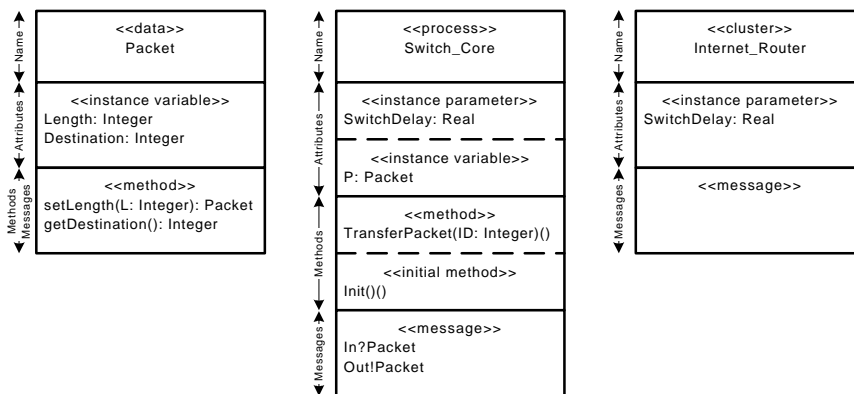 Name
<<data>>
Packet
Attributes
<<instance variable>>
Length: Integer
Destination: Integer
Methods
Messages
<<method>>
setLength(L: Integer): Packet
getDestination(): Integer
Name
<<process>>
Switch_Core
Attributes
<<instance parameter>>
SwitchDelay: Real
<<instance variable>>
P: Packet
Methods
<<method>>
TransferPacket(ID: Integer)()
<<initial method>>
Init()()
Messages
<<message>>
In?Packet
Out!Packet
Name
<<cluster>>
Internet_Router
Attributes
<<instance parameter>>
SwitchDelay: Real
Messages
<<message>>